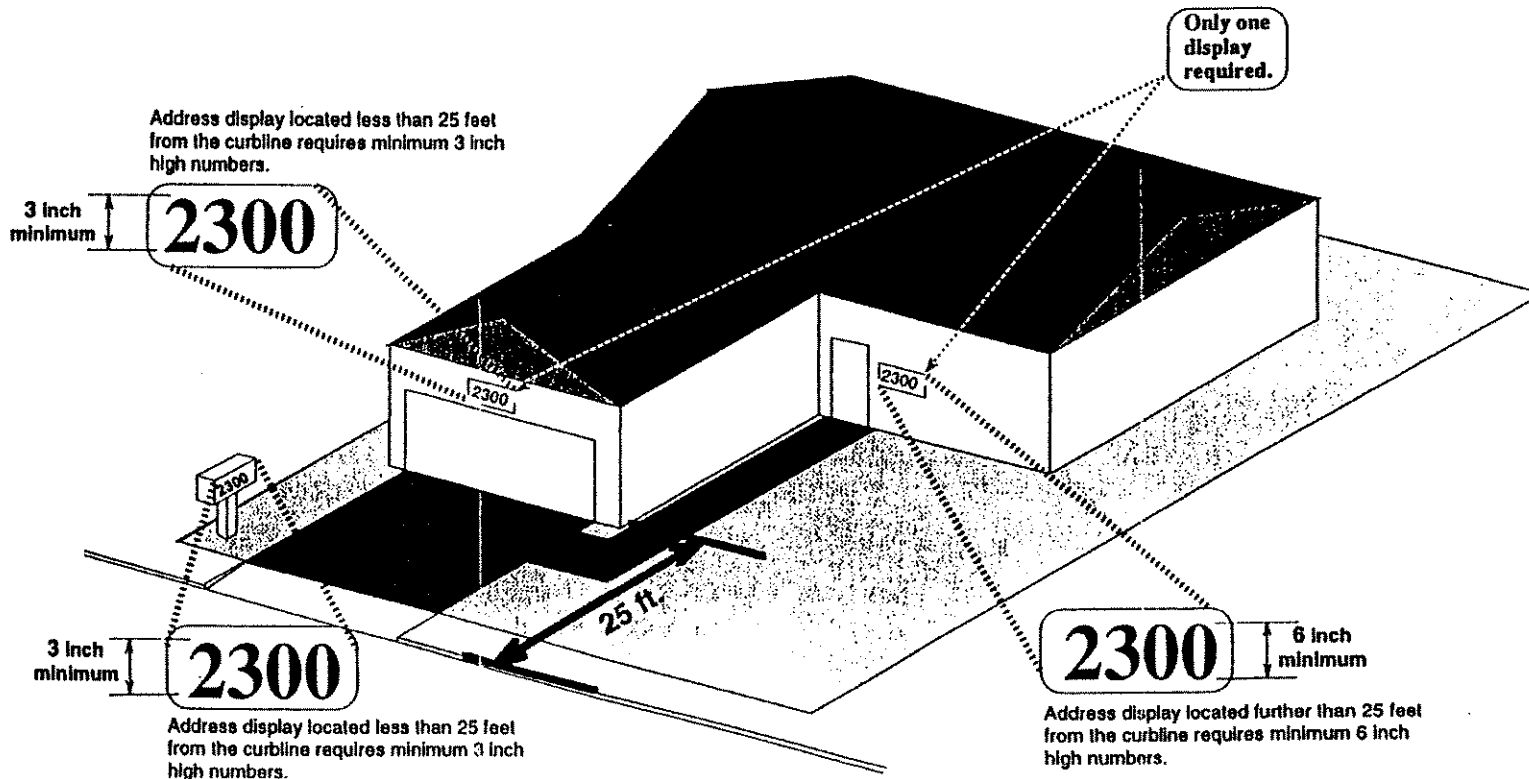 Only one
display
required.
Address display located less than 25 feet
from the curbline requires minimum 3 inch
high numbers.
3 inch
minimum
2300
2300
2300
2300
25 ft.
3 inch
minimum
2300
Address display located less than 25 feet
from the curbline requires minimum 3 inch
high numbers.
2300
6 inch
minimum
Address display located further than 25 feet
from the curbline requires minimum 6 inch
high numbers.